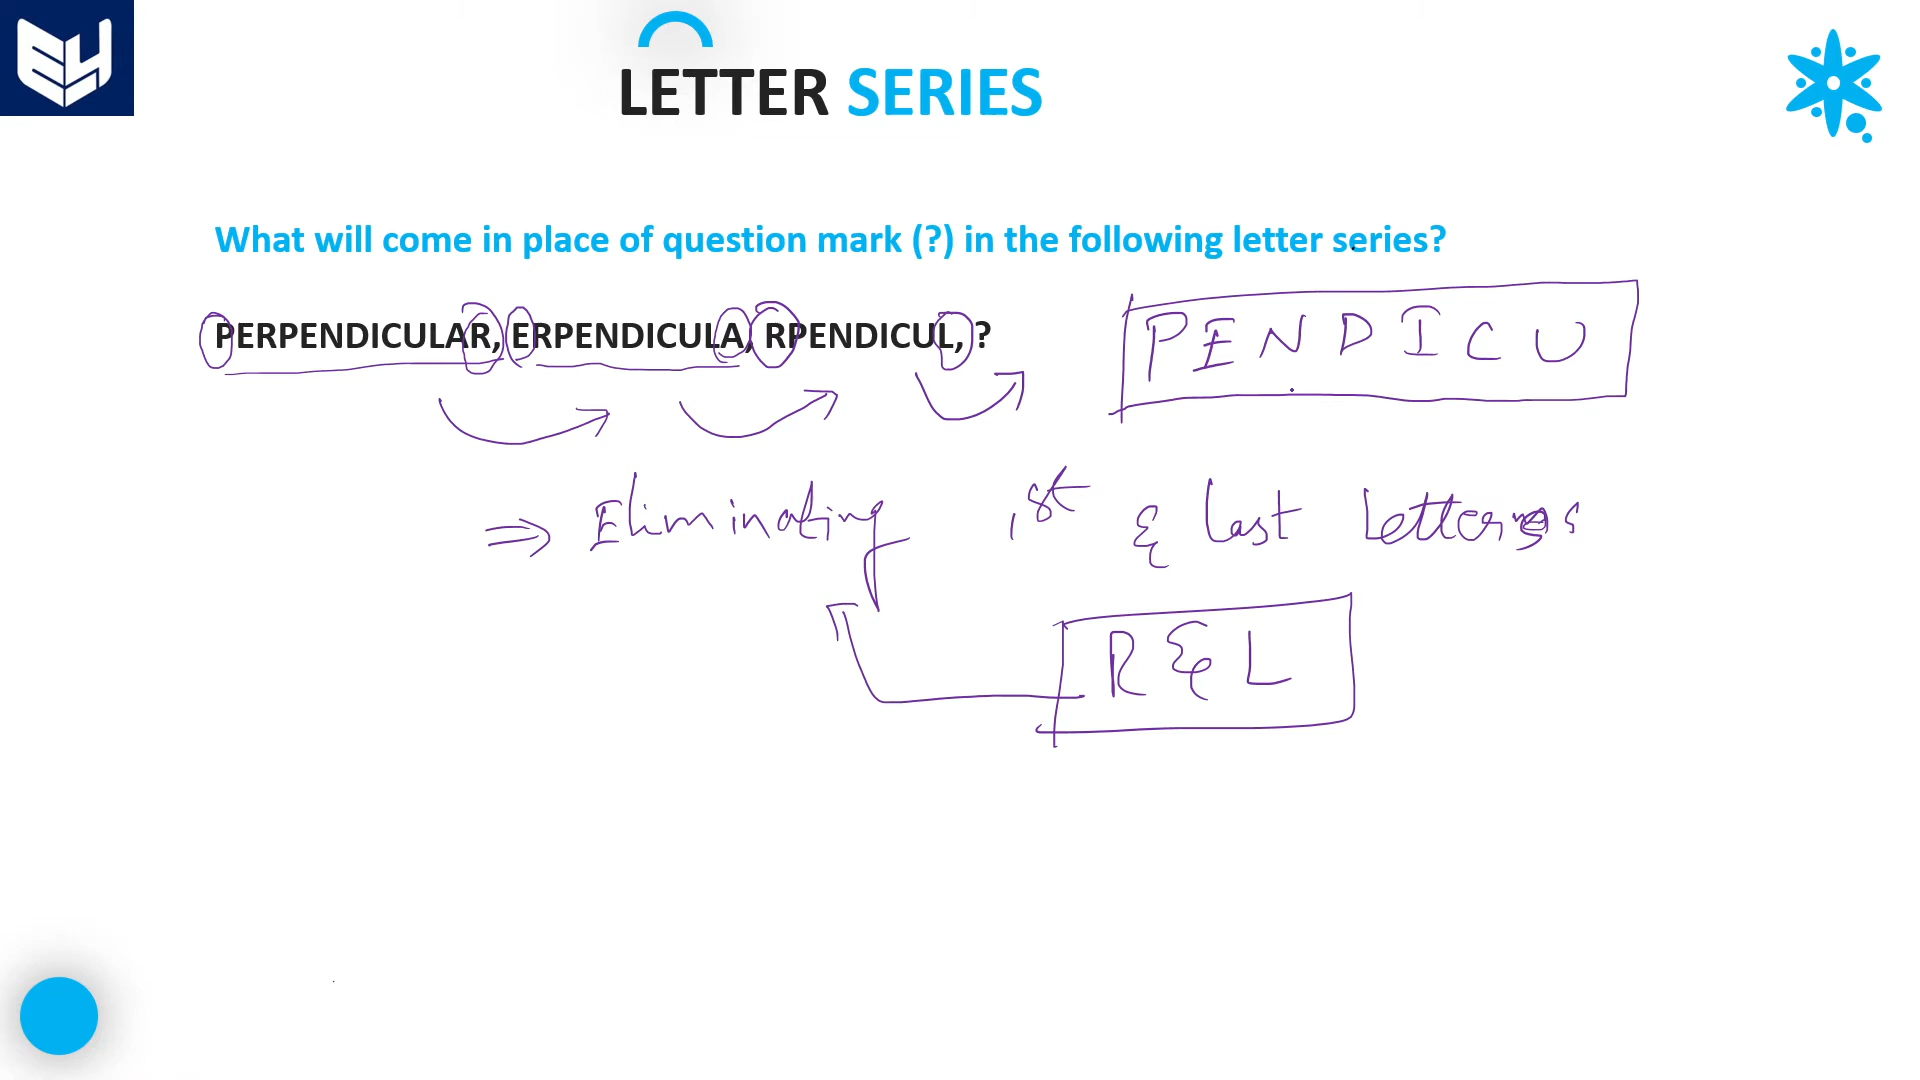 LETTER SERIES
What will come in place of question mark (?) in the following letter series?
PERPENDICULAR, ERPENDICULA, RPENDICUL, ?
PENDICU
⇒ Eliminating 1st & last letters
R & L